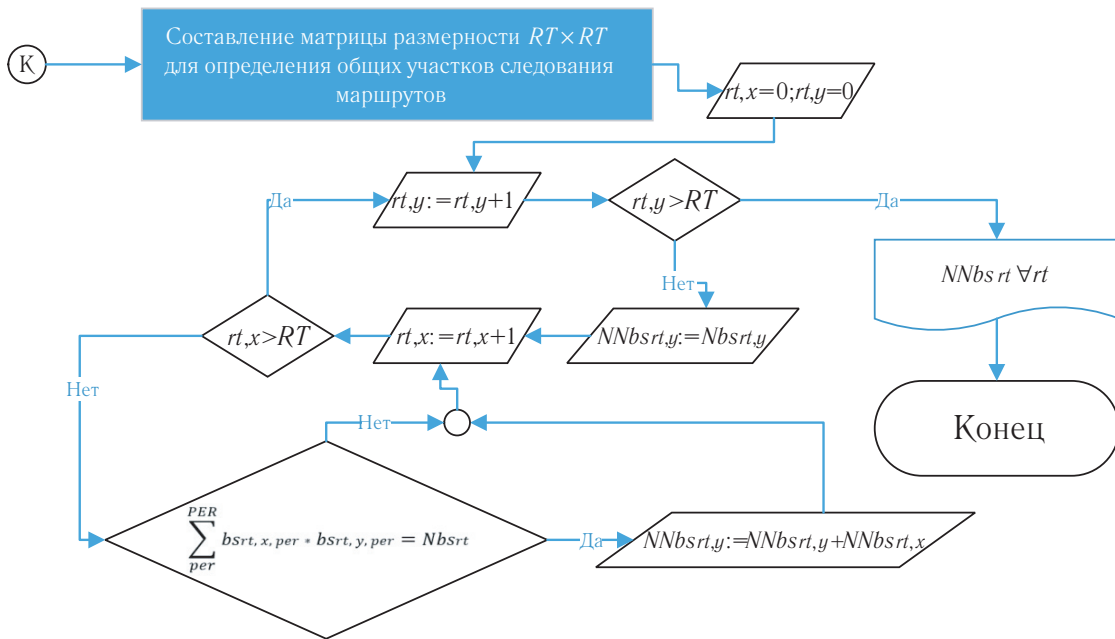 К
Составление матрицы размерности RT×RT
для определения общих участков следования
маршрутов
rt,x=0;rt,y=0
Да
rt,y:=rt,y+1
rt,y>RT
Да
NNbs rt ∀rt
Нет
rt,x>RT
rt,x:=rt,x+1
NNbsrt,y:=Nbsrt,y
Нет
Нет
Конец
PER
∑ bsrt, x, per * bsrt, y, per = Nbsrt
per
Да
NNbsrt,y:=NNbsrt,y+NNbsrt,x